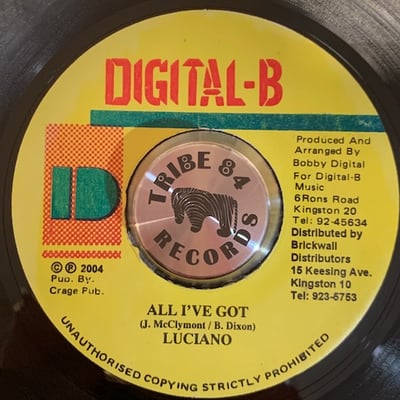 DIGITAL-B
Produced And
Arranged By
Bobby Digital
For Digital-B
Music
6Rons Road
Kingston 20
Tel: 92-45634
Distributed by
Brickwall
Distributors
15 Keesing Ave.
Kingston 10
Tel: 923-5753
D
TRIBE 84
RECORDS
© ℗ 2004
Pub. By.
Crage Pub.
ALL I'VE GOT
(J. McClymont / B. Dixon)
LUCIANO
UNAUTHORISED COPYING STRICTLY PROHIBITED